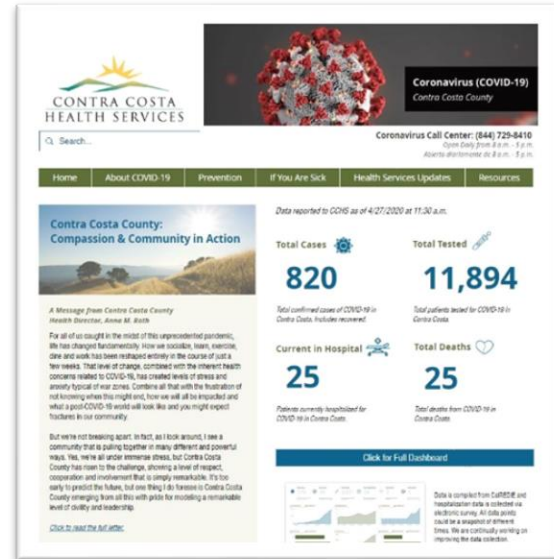 CONTRA COSTA
HEALTH SERVICES
Coronavirus (COVID-19)
Contra Costa County
Search...
Coronavirus Call Center: (844) 729-8410
Open Daily from 8 a.m. - 5 p.m.
Abierto diariamente de 8 a.m. - 5 p.m.
Home
About COVID-19
Prevention
If You Are Sick
Health Services Updates
Resources
Contra Costa County:
Compassion & Community in Action
A Message from Contra Costa County
Health Director, Anna M. Roth
For all of us caught in the midst of this unprecedented pandemic,
life has changed fundamentally. How we socialize, learn, exercise,
dine and work has been reshaped entirely in the course of just a
few weeks. That level of change, combined with the inherent health
concerns related to COVID-19, has created levels of stress and
anxiety typical of war zones. Combine all that with the frustration of
not knowing when this might end, how we will all be impacted and
what a post-COVID-19 world will look like and you might expect
fractures in our community.
But we're not breaking apart. In fact, as I look around, I see a
community that is pulling together in many different and powerful
ways. Yes, we're all under immense stress, but Contra Costa
County has risen to the challenge, showing a level of respect,
cooperation and involvement that is simply remarkable. It's too
early to predict the future, but one thing I do foresee is Contra Costa
County emerging from all this with pride for modeling a remarkable
level of civility and leadership.
Click to read the full letter.
Data reported to CCHS as of 4/27/2020 at 11:30 a.m.
Total Cases
820
Total confirmed cases of COVID-19 in
Contra Costa. Includes recovered.
Total Tested
11,894
Total patients tested for COVID-19 in
Contra Costa.
Current in Hospital
25
Patients currently hospitalized for
COVID-19 in Contra Costa.
Total Deaths
25
Total deaths from COVID-19 in
Contra Costa.
Click for Full Dashboard
Data is compiled from CalREDIE and
hospitalization data is collected via
electronic survey. All data points
could be a snapshot of different
times. We are continually working on
improving the data collection.